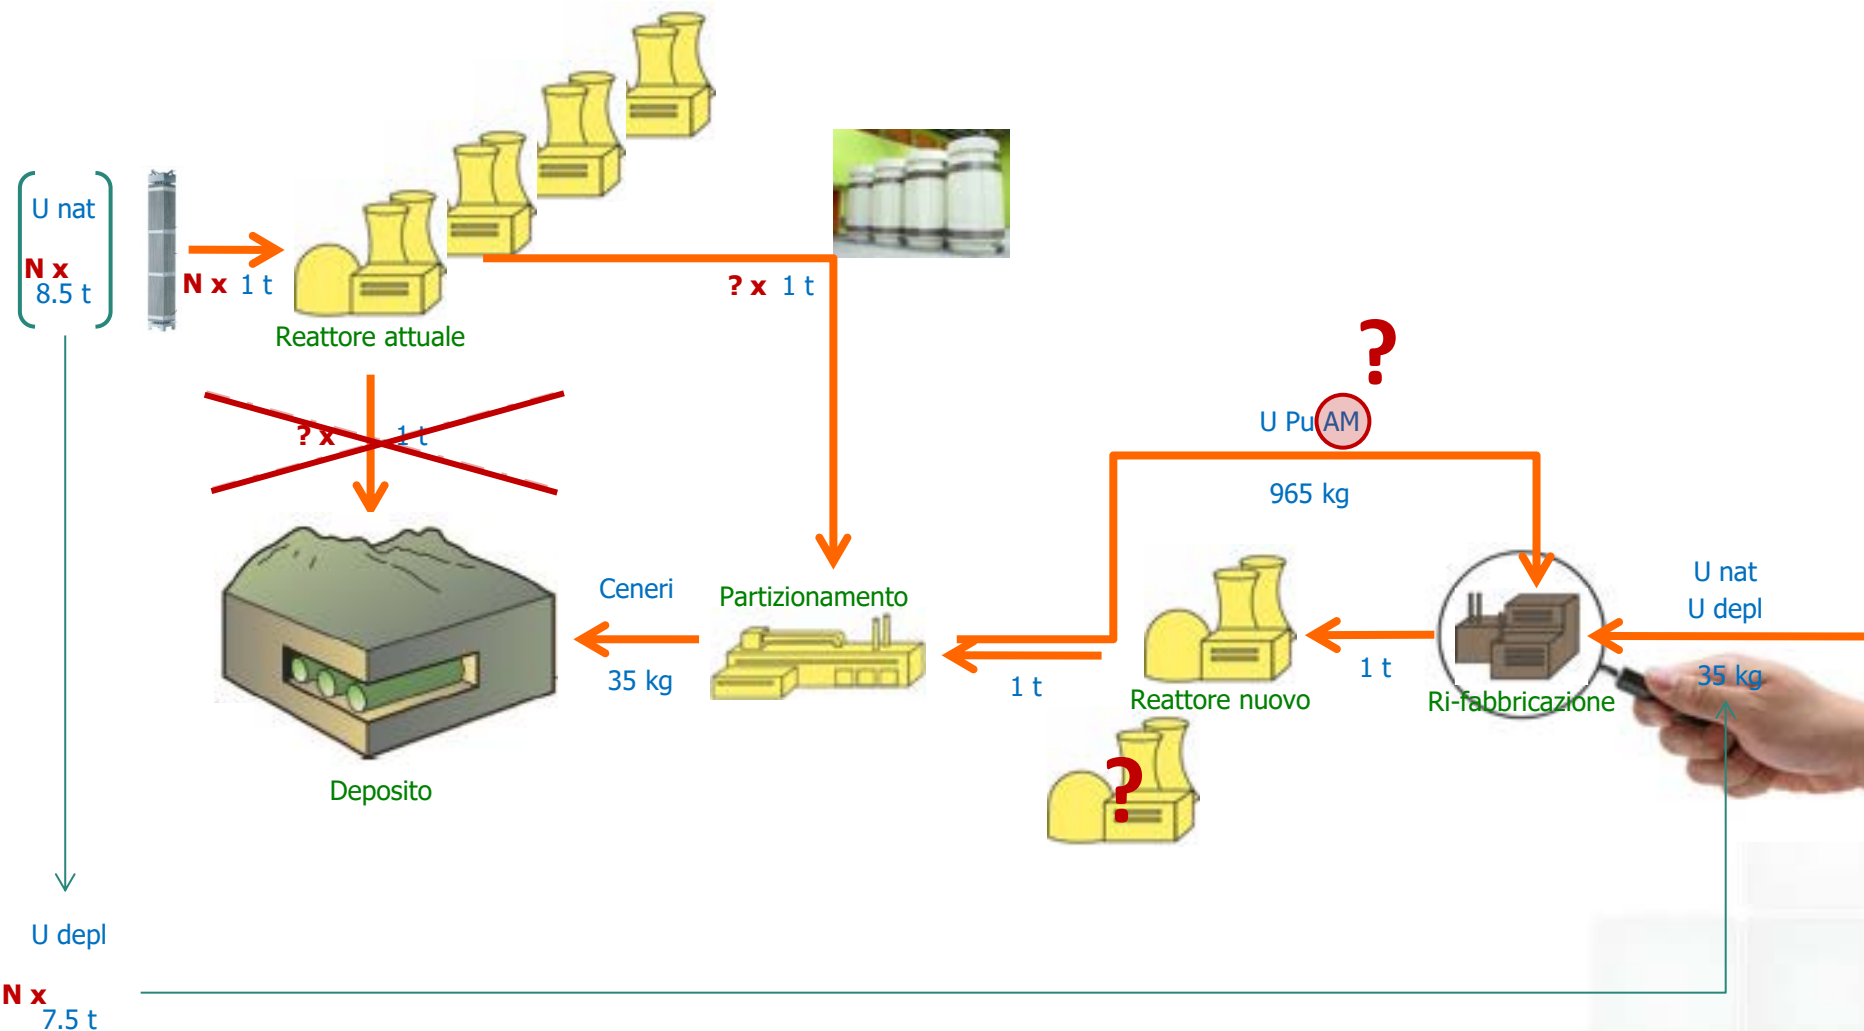 U nat
N x
8.5 t
N x 1 t
Reattore attuale
? x 1 t
? x 1 t
?
U Pu AM
965 kg
Ceneri
35 kg
Partizionamento
1 t
Reattore nuovo
?
1 t
Ri-fabbricazione
U nat
U depl
35 kg
Deposito
U depl
N x
7.5 t